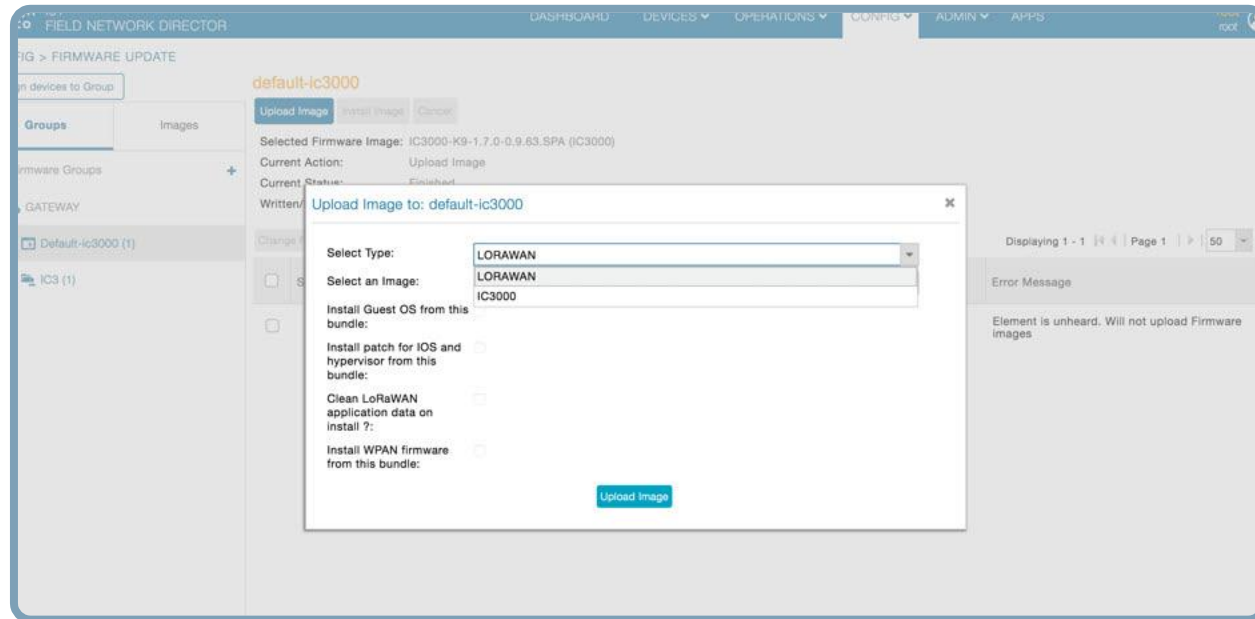 FIELD NETWORK DIRECTOR
DASHBOARD DEVICES OPERATIONS CONFIG ADMIN APPS
root
FIRMWARE UPDATE
devices to Group
default-ic3000
Upload Image Install Image Cancel
Groups Images
Selected Firmware Image: IC3000-K9-1.7.0-0.9.63.SPA (IC3000)
Current Action: Upload Image
Firmware Groups +
Current Status: Finished
GATEWAY
Written/
Upload Image to: default-ic3000
Default-ic3000 (1)
Displaying 1 - 1 Page 1 50
Select Type: LORAWAN
LORAWAN
IC3000
IC3 (1)
Select an Image:
Error Message
Install Guest OS from this
bundle:
Element is unheard. Will not upload Firmware
images
Install patch for IOS and
hypervisor from this
bundle:
Clean LoRaWAN
application data on
install ?:
Install WPAN firmware
from this bundle:
Upload Image